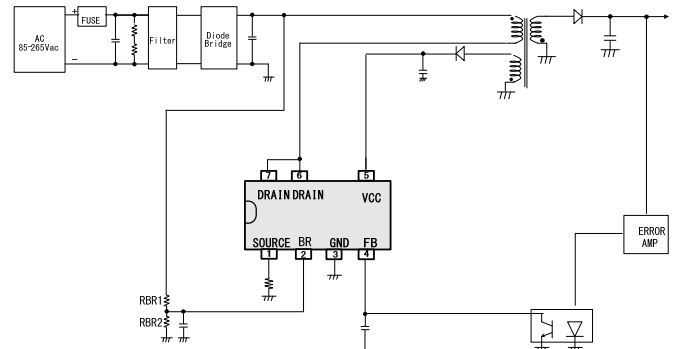 AC
85-265Vac
+
-
FUSE
Filter
Diode
Bridge
7
6
5
DRAIN DRAIN
VCC
SOURCE BR GND FB
1
2
3
4
ERROR
AMP
RBR1
RBR2